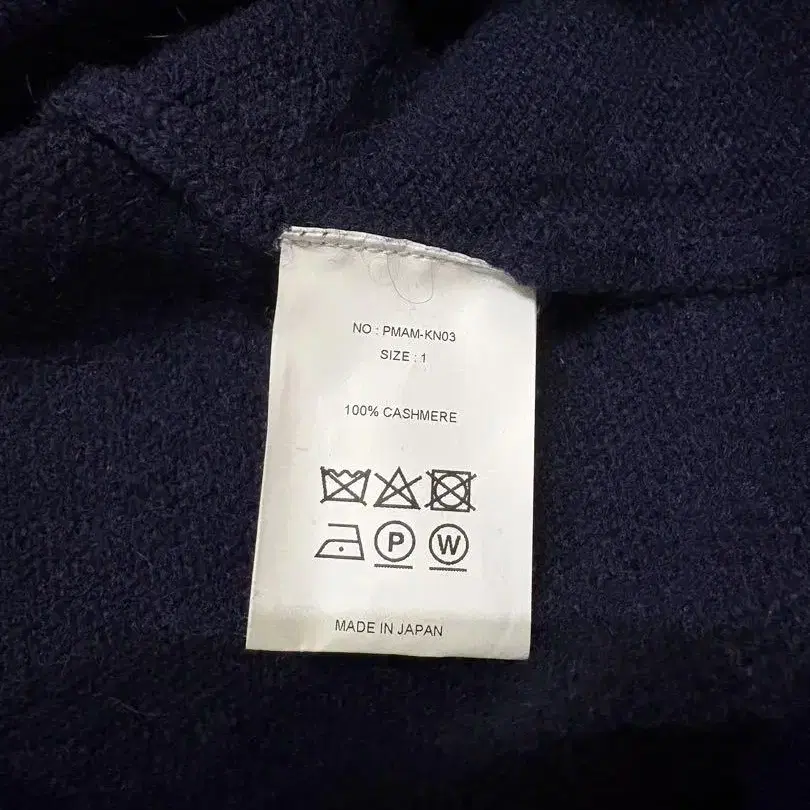 NO : PMAM-KN03
SIZE : 1
100% CASHMERE
P W
MADE IN JAPAN